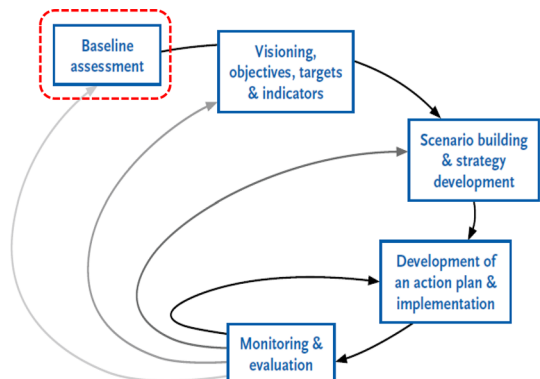 Baseline
assessment
Visioning,
objectives, targets
& indicators
Scenario building
& strategy
development
Development of
an action plan &
implementation
Monitoring &
evaluation